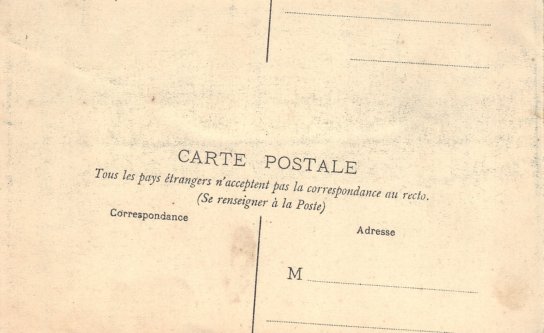 CARTE POSTALE
Tous les pays étrangers n'acceptent pas la correspondance au recto.
(Se renseigner à la Poste)
Correspondance
Adresse
M